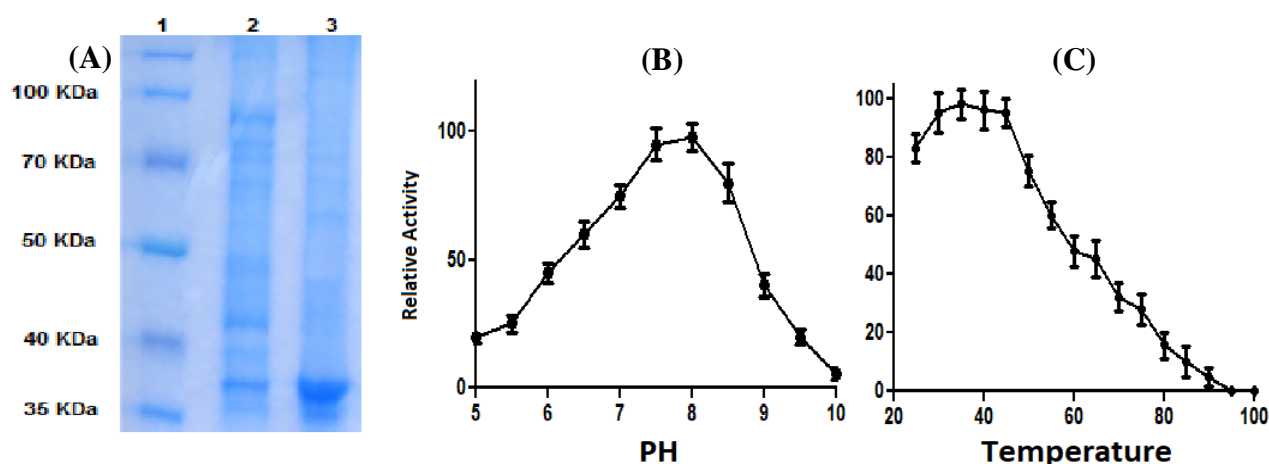 (A)
1 2 3
100 KDa
70 KDa
50 KDa
40 KDa
35 KDa
(B)
Relative Activity
100
50
0
5 6 7 8 9 10
PH
(C)
100
80
60
40
20
0
20 40 60 80 100
Temperature